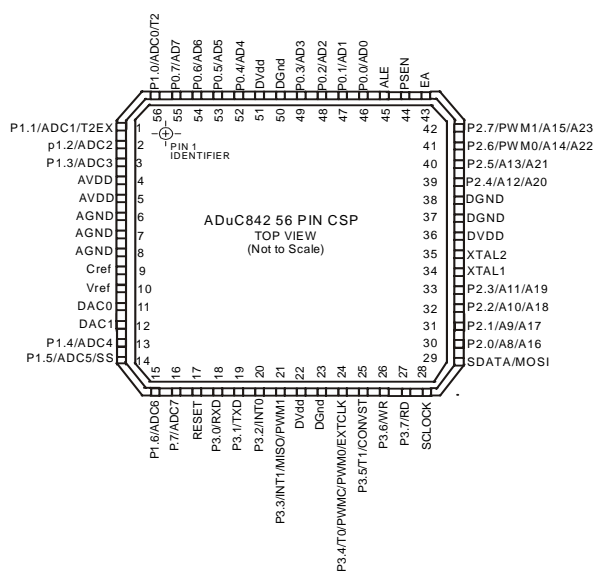 P1.0/ADC0/T2
P0.7/AD7
P0.6/AD6
P0.5/AD5
P0.4/AD4
DVdd
DGnd
P0.3/AD3
P0.2/AD2
P0.1/AD1
P0.0/AD0
ALE
PSEN
EA
56
55
54
53
52
51
50
49
48
47
46
45
44
43
P1.1/ADC1/T2EX 1
p1.2/ADC2 2
P1.3/ADC3 3
AVDD 4
AVDD 5
AGND 6
AGND 7
AGND 8
Cref 9
Vref 10
DAC0 11
DAC1 12
P1.4/ADC4 13
P1.5/ADC5/SS 14
PIN 1
IDENTIFIER
ADuC842 56 PIN CSP
TOP VIEW
(Not to Scale)
42 P2.7/PWM1/A15/A23
41 P2.6/PWM0/A14/A22
40 P2.5/A13/A21
39 P2.4/A12/A20
38 DGND
37 DGND
36 DVDD
35 XTAL2
34 XTAL1
33 P2.3/A11/A19
32 P2.2/A10/A18
31 P2.1/A9/A17
30 P2.0/A8/A16
29 SDATA/MOSI
15
16
17
18
19
20
21
22
23
24
25
26
27
28
P1.6/ADC6
P.7/ADC7
RESET
P3.0/RXD
P3.1/TXD
P3.2/INT0
P3.3/INT1/MISO/PWM1
DVdd
DGnd
P3.4/T0/PWMC/PWM0/EXTCLK
P3.5/T1/CONVST
P3.6/WR
P3.7/RD
SCLOCK